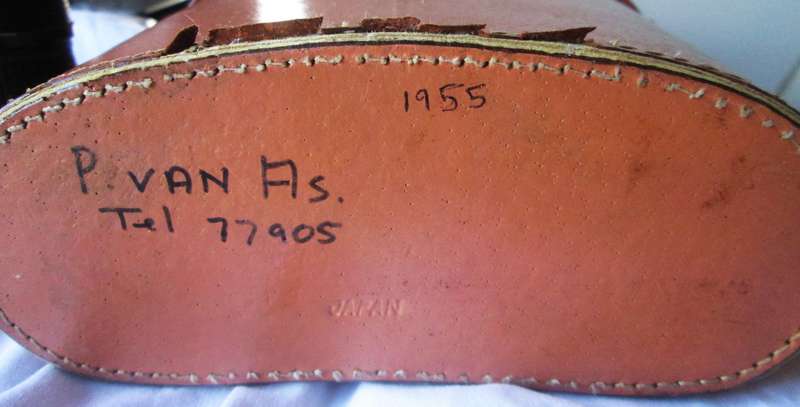 1955
P. VAN As.
Tel 77905
JAPAN